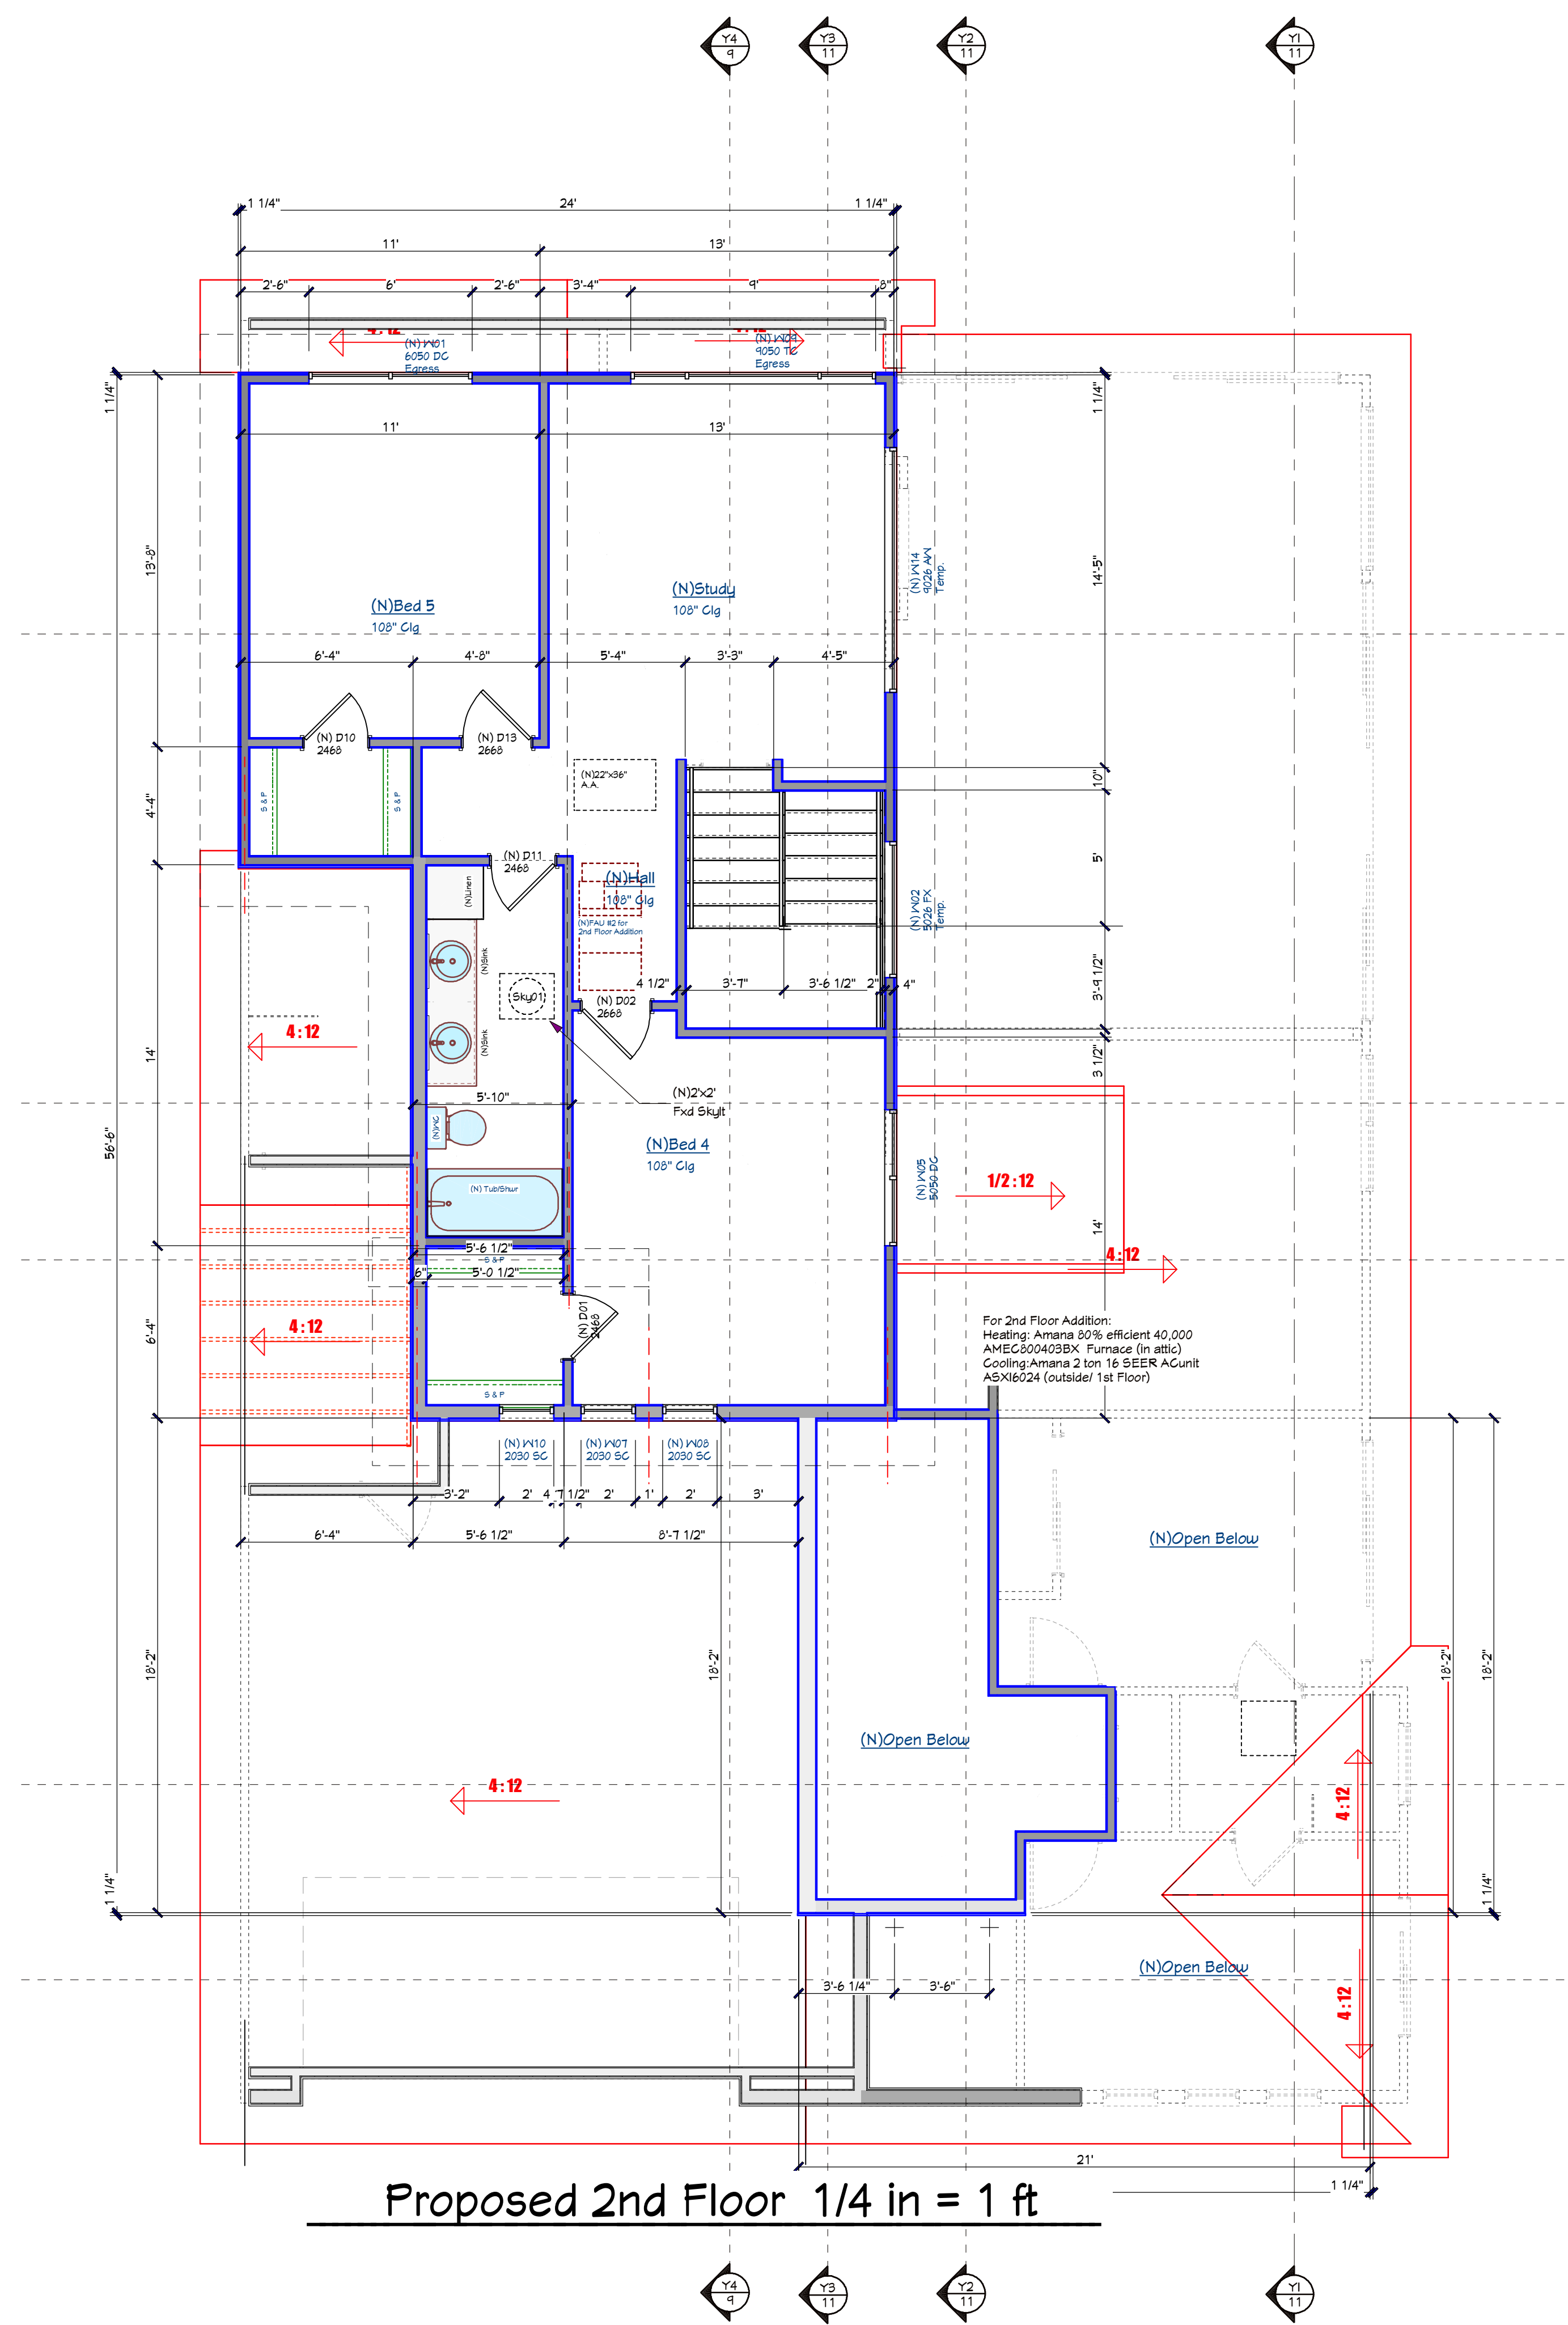 Y4
9
Y3
11
Y2
11
Y1
11
1 1/4"
24'
1 1/4"
11'
13'
2'-6"
6'
2'-6"
3'-4"
9'
8"
4:12
(N) W01
6050 DC
Egress
(N) W09
9050 TC
Egress
1 1/4"
1 1/4"
11'
13'
13'-8"
14'-5"
(N) W14
9026 AW
Temp.
(N)Bed 5
108" Clg
(N)Study
108" Clg
6'-4"
4'-8"
5'-4"
3'-3"
4'-5"
(N) D10
2468
(N) D13
2668
(N)22"x36"
A.A.
10"
S & P
S & P
4'-4"
(N) D11
2468
5'
(N)Hall
108" Clg
(N)Linen
(N) W02
5026 FX
Temp.
(N)FAU #2 for
2nd Floor Addition
(N)Sink
Sky01
4 1/2"
3'-7"
3'-6 1/2"
2"
4"
3'-9 1/2"
(N) D02
2668
4:12
(N)Sink
14'
3 1/2"
5'-10"
(N)2'x2'
Fxd Skylt
(N)WC
56'-6"
(N)Bed 4
108" Clg
(N) W05
5050 DC
(N) Tub/Shwr
1/2:12
14'
4:12
5'-6 1/2"
S & P
6"
5'-0 1/2"
4:12
6'-4"
(N) D01
2468
For 2nd Floor Addition:
Heating: Amana 80% efficient 40,000
AMEC800403BX Furnace (in attic)
Cooling:Amana 2 ton 16 SEER ACunit
ASX16024 (outside/ 1st Floor)
S & P
(N) W10
2030 SC
(N) W07
2030 SC
(N) W08
2030 SC
3'-2"
2'
4
7 1/2"
2'
1'
2'
3'
6'-4"
5'-6 1/2"
8'-7 1/2"
(N)Open Below
18'-2"
18'-2"
18'-2"
18'-2"
(N)Open Below
4:12
4:12
1 1/4"
1 1/4"
(N)Open Below
3'-6 1/4"
3'-6"
4:12
21'
1 1/4"
Proposed 2nd Floor 1/4 in = 1 ft
Y4
9
Y3
11
Y2
11
Y1
11